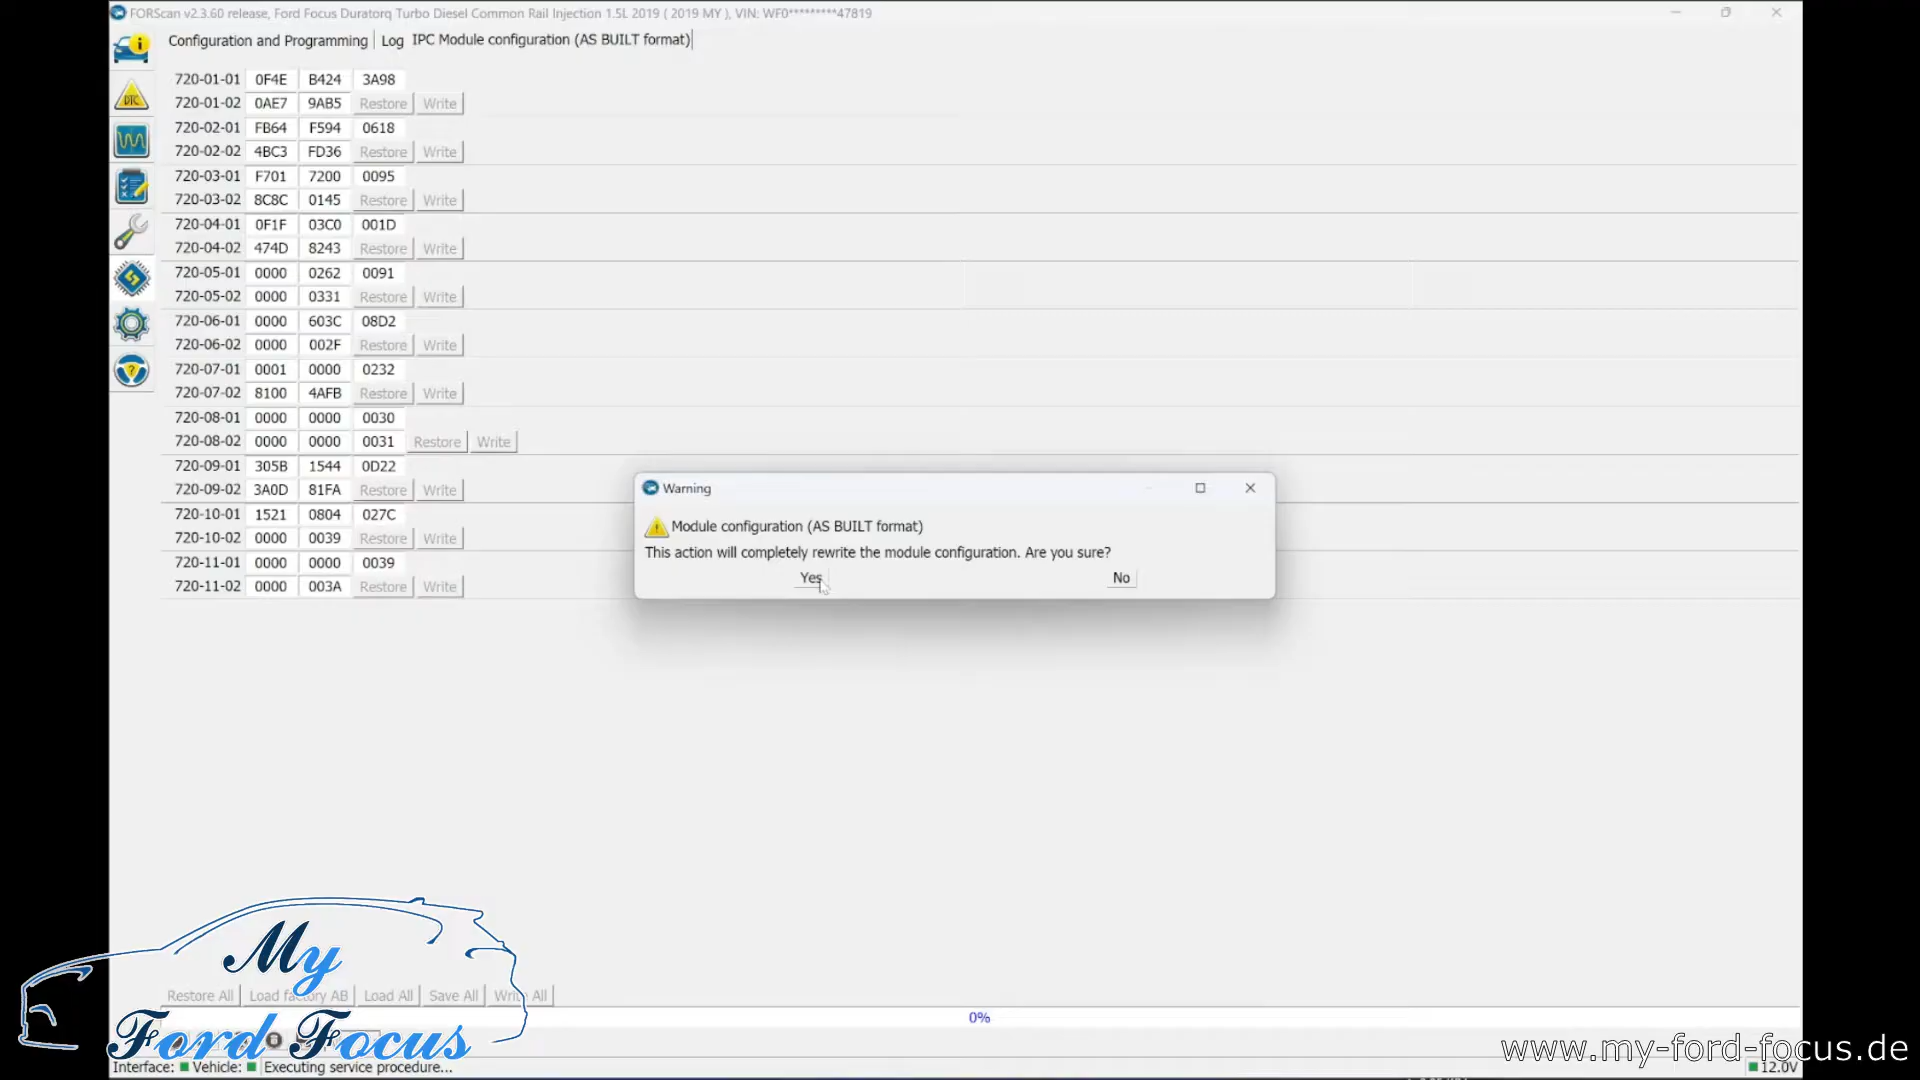 FORScan v2.3.60 release, Ford Focus Duratorq Turbo Diesel Common Rail Injection 1.5L 2019 ( 2019 MY ), VIN: WF0*********47819
Configuration and Programming Log IPC Module configuration (AS BUILT format)
720-01-01 0F4E B424 3A98
720-01-02 0AE7 9AB5 Restore Write
720-02-01 FB64 F594 0618
720-02-02 4BC3 FD36 Restore Write
720-03-01 F701 7200 0095
720-03-02 8C8C 0145 Restore Write
720-04-01 0F1F 03C0 001D
720-04-02 474D 8243 Restore Write
720-05-01 0000 0262 0091
720-05-02 0000 0331 Restore Write
720-06-01 0000 603C 08D2
720-06-02 0000 002F Restore Write
720-07-01 0001 0000 0232
720-07-02 8100 4AFB Restore Write
720-08-01 0000 0000 0030
720-08-02 0000 0000 0031 Restore Write
720-09-01 305B 1544 0D22
720-09-02 3A0D 81FA Restore Write
720-10-01 1521 0804 027C
720-10-02 0000 0039 Restore Write
720-11-01 0000 0000 0039
720-11-02 0000 003A Restore Write
DTC
Warning
Module configuration (AS BUILT format)
This action will completely rewrite the module configuration. Are you sure?
Yes No
Restore All Load factory AB Load All Save All Write All
0%
My
Ford Focus
www.my-ford-focus.de
Interface: Vehicle: Executing service procedure... 12.0V